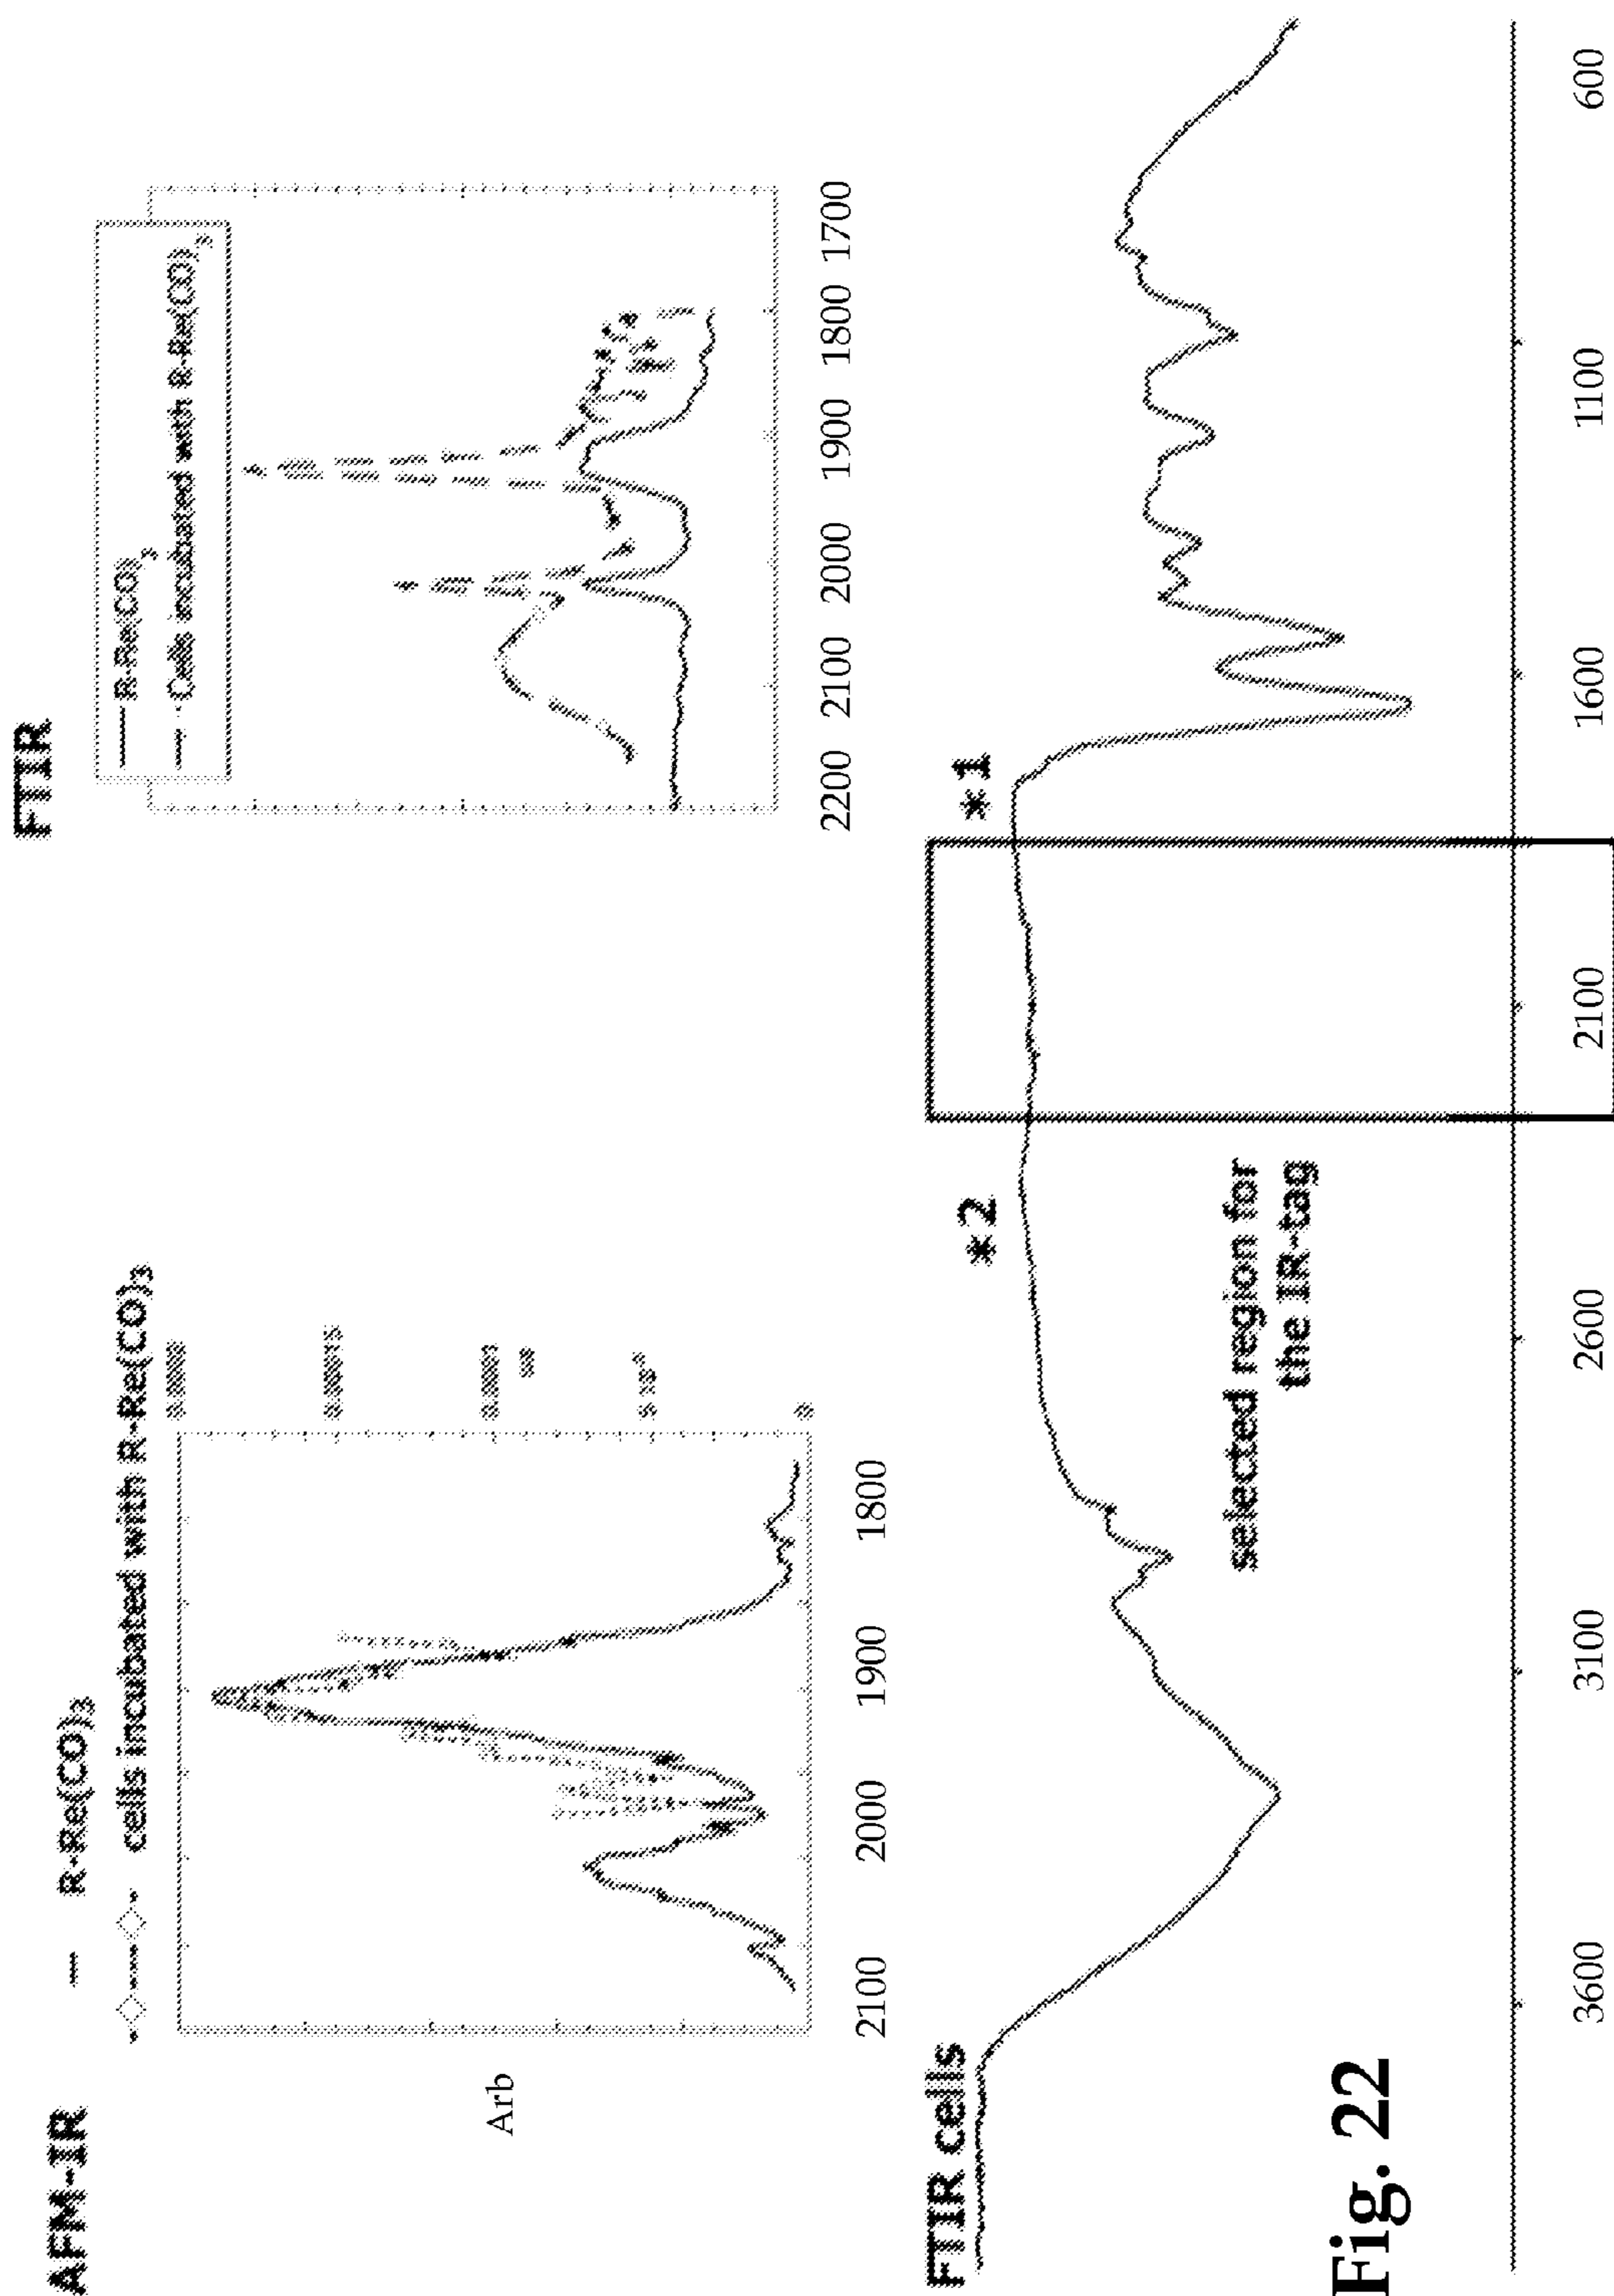 AFM-IR
— R-Re(CO)3
cells incubated with R-Re(CO)3
Arb
0
2100 2000 1900 1800
FTIR
R-Re(CO)3
Cells incubated with R-Re(CO)3
2200 2100 2000 1900 1800 1700
FTIR cells
*2
*1
selected region for
the IR-tag
3600 3100 2600 2100 1600 1100 600
Fig. 22